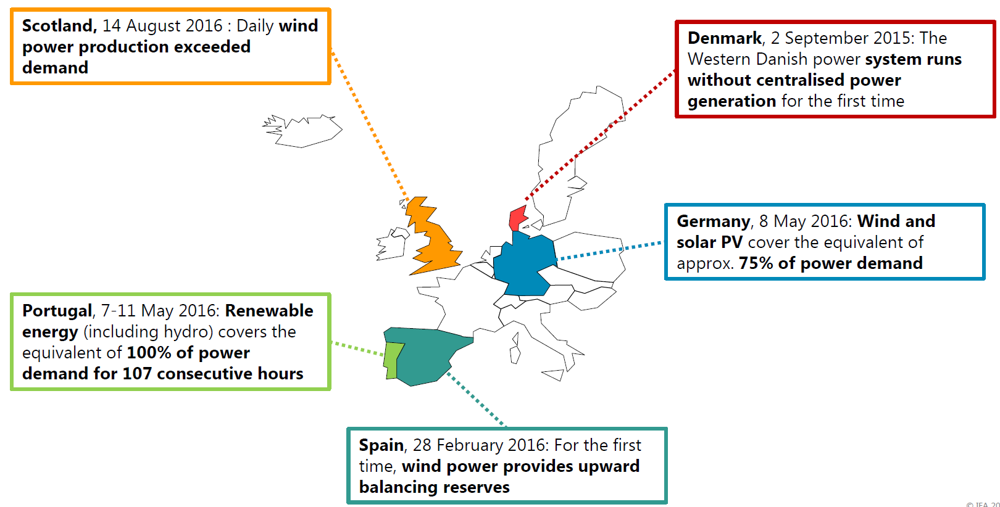 Scotland, 14 August 2016 : Daily wind
power production exceeded
demand
Denmark, 2 September 2015: The
Western Danish power system runs
without centralised power
generation for the first time
Germany, 8 May 2016: Wind and
solar PV cover the equivalent of
approx. 75% of power demand
Portugal, 7-11 May 2016: Renewable
energy (including hydro) covers the
equivalent of 100% of power
demand for 107 consecutive hours
Spain, 28 February 2016: For the first
time, wind power provides upward
balancing reserves
© IEA 20